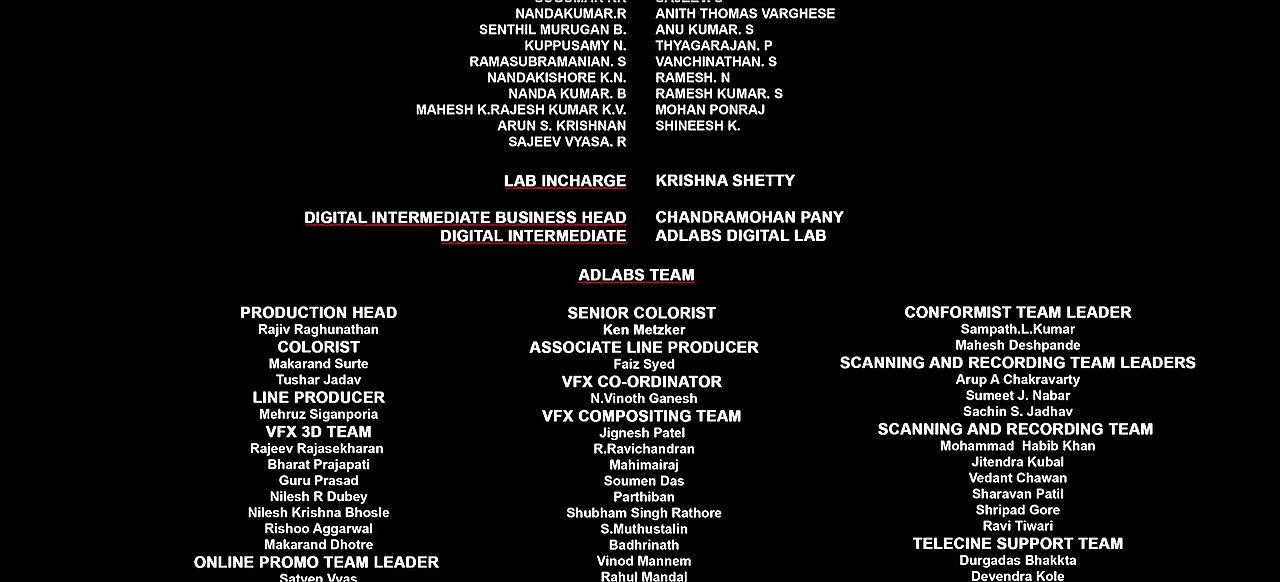 NANDAKUMAR.R ANITH THOMAS VARGHESE
SENTHIL MURUGAN B. ANU KUMAR. S
KUPPUSAMY N. THYAGARAJAN. P
RAMASUBRAMANIAN. S VANCHINATHAN. S
NANDAKISHORE K.N. RAMESH. N
NANDA KUMAR. B RAMESH KUMAR. S
MAHESH K.RAJESH KUMAR K.V. MOHAN PONRAJ
ARUN S. KRISHNAN SHINEESH K.
SAJEEV VYASA. R
LAB INCHARGE KRISHNA SHETTY
DIGITAL INTERMEDIATE BUSINESS HEAD CHANDRAMOHAN PANY
DIGITAL INTERMEDIATE ADLABS DIGITAL LAB
ADLABS TEAM
PRODUCTION HEAD
Rajiv Raghunathan
COLORIST
Makarand Surte
Tushar Jadav
LINE PRODUCER
Mehruz Siganporia
VFX 3D TEAM
Rajeev Rajasekharan
Bharat Prajapati
Guru Prasad
Nilesh R Dubey
Nilesh Krishna Bhosle
Rishoo Aggarwal
Makarand Dhotre
ONLINE PROMO TEAM LEADER
Satyen Vyas
SENIOR COLORIST
Ken Metzker
ASSOCIATE LINE PRODUCER
Faiz Syed
VFX CO-ORDINATOR
N.Vinoth Ganesh
VFX COMPOSITING TEAM
Jignesh Patel
R.Ravichandran
Mahimairaj
Soumen Das
Parthiban
Shubham Singh Rathore
S.Muthustalin
Badhrinath
Vinod Mannem
Rahul Mandal
CONFORMIST TEAM LEADER
Sampath.L.Kumar
Mahesh Deshpande
SCANNING AND RECORDING TEAM LEADERS
Arup A Chakravarty
Sumeet J. Nabar
Sachin S. Jadhav
SCANNING AND RECORDING TEAM
Mohammad  Habib Khan
Jitendra Kubal
Vedant Chawan
Sharavan Patil
Shripad Gore
Ravi Tiwari
TELECINE SUPPORT TEAM
Durgadas Bhakkta
Devendra Kole